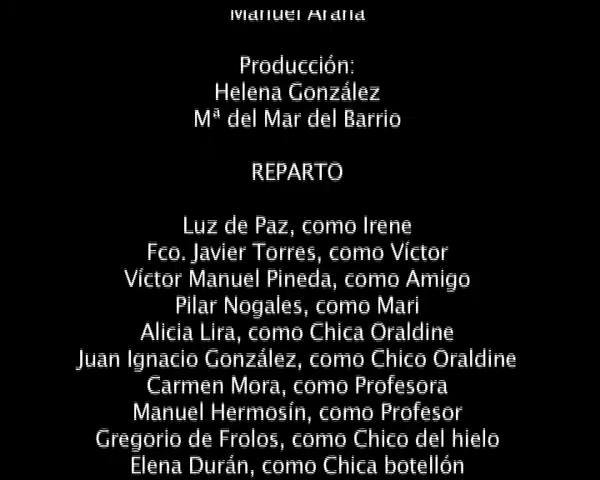 Manuel Arana
Producción:
Helena González
Mª del Mar del Barrio
REPARTO
Luz de Paz, como Irene
Fco. Javier Torres, como Víctor
Víctor Manuel Pineda, como Amigo
Pilar Nogales, como Mari
Alicia Lira, como Chica Oraldine
Juan Ignacio González, como Chico Oraldine
Carmen Mora, como Profesora
Manuel Hermosín, como Profesor
Gregorio de Frolos, como Chico del hielo
Elena Durán, como Chica botellón